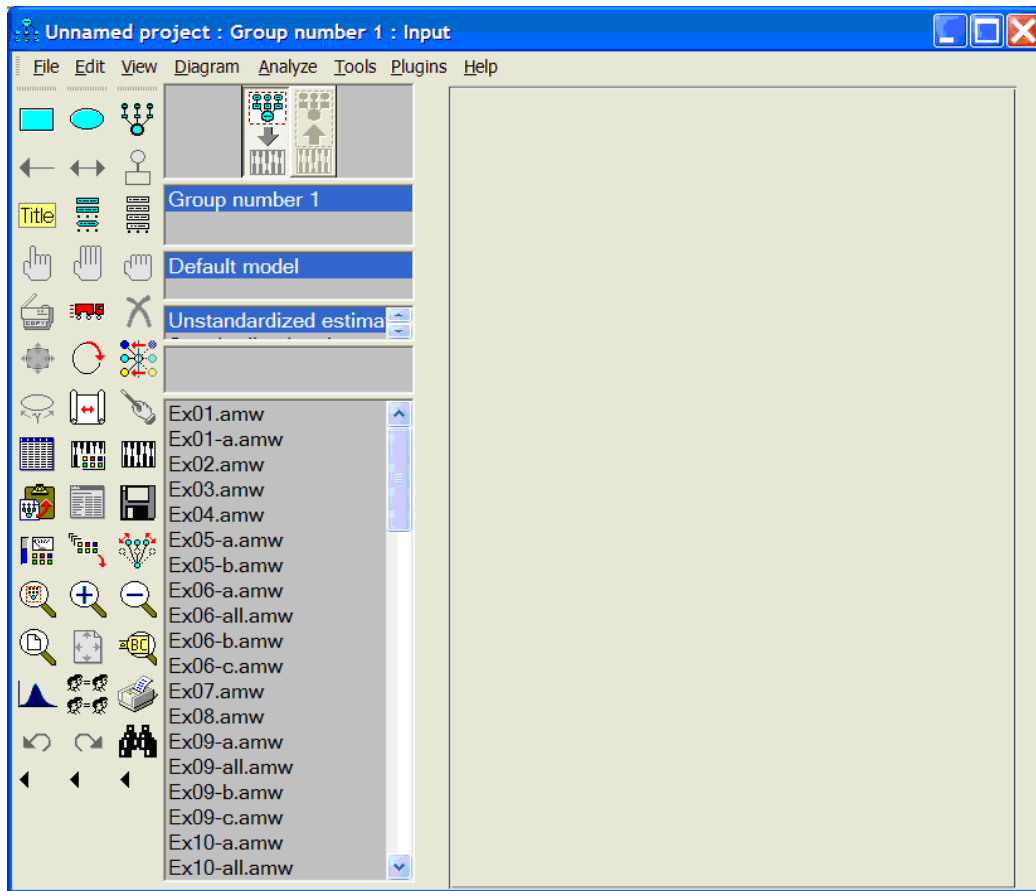 Unnamed project : Group number 1 : Input
File Edit View Diagram Analyze Tools Plugins Help
Title
Group number 1
Default model
Unstandardized estima
COPY
Ex01.amw
Ex01-a.amw
Ex02.amw
Ex03.amw
Ex04.amw
Ex05-a.amw
Ex05-b.amw
Ex06-a.amw
Ex06-all.amw
Ex06-b.amw
Ex06-c.amw
Ex07.amw
Ex08.amw
Ex09-a.amw
Ex09-all.amw
Ex09-b.amw
Ex09-c.amw
Ex10-a.amw
Ex10-all.amw